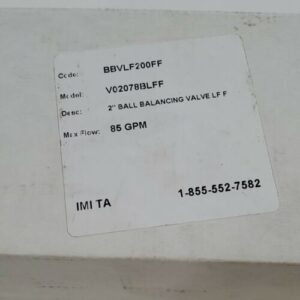 Code: BBVLF200FF
Model: V02078BLFF
Desc: 2" BALL BALANCING VALVE LF F
Max Flow: 85 GPM
IMI TA 1-855-552-7582